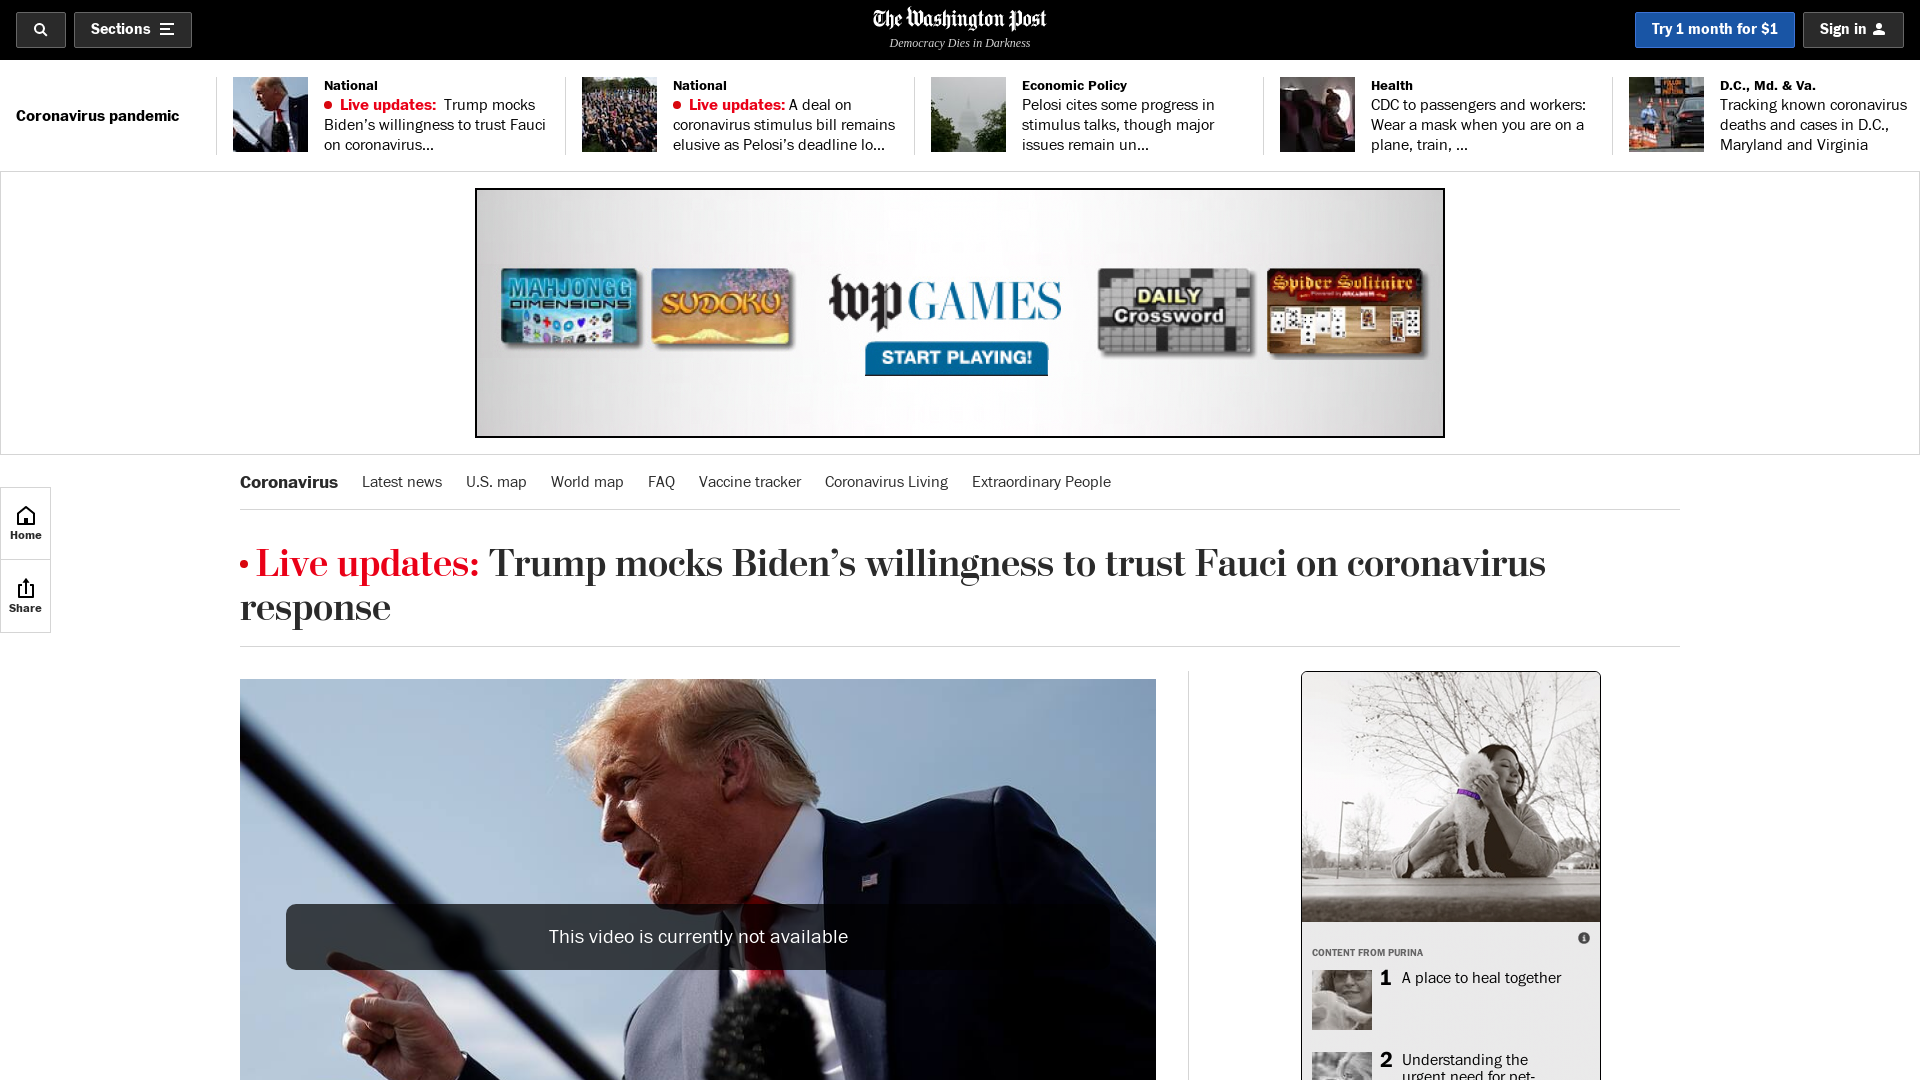 Sections
The Washington Post
Democracy Dies in Darkness
Try 1 month for $1
Sign in
Coronavirus pandemic
National
Live updates: Trump mocks
Biden’s willingness to trust Fauci
on coronavirus...
National
Live updates: A deal on
coronavirus stimulus bill remains
elusive as Pelosi’s deadline lo...
Economic Policy
Pelosi cites some progress in
stimulus talks, though major
issues remain un...
Health
CDC to passengers and workers:
Wear a mask when you are on a
plane, train, ...
D.C., Md. & Va.
Tracking known coronavirus
deaths and cases in D.C.,
Maryland and Virginia
MAHJONGG
DIMENSIONS
SUDOKU
wp GAMES
START PLAYING!
DAILY
Crossword
Spider Solitaire
Coronavirus Latest news U.S. map World map FAQ Vaccine tracker Coronavirus Living Extraordinary People
Home
Share
Live updates: Trump mocks Biden’s willingness to trust Fauci on coronavirus
response
This video is currently not available
CONTENT FROM PURINA
1 A place to heal together
2 Understanding the
urgent need for pet-